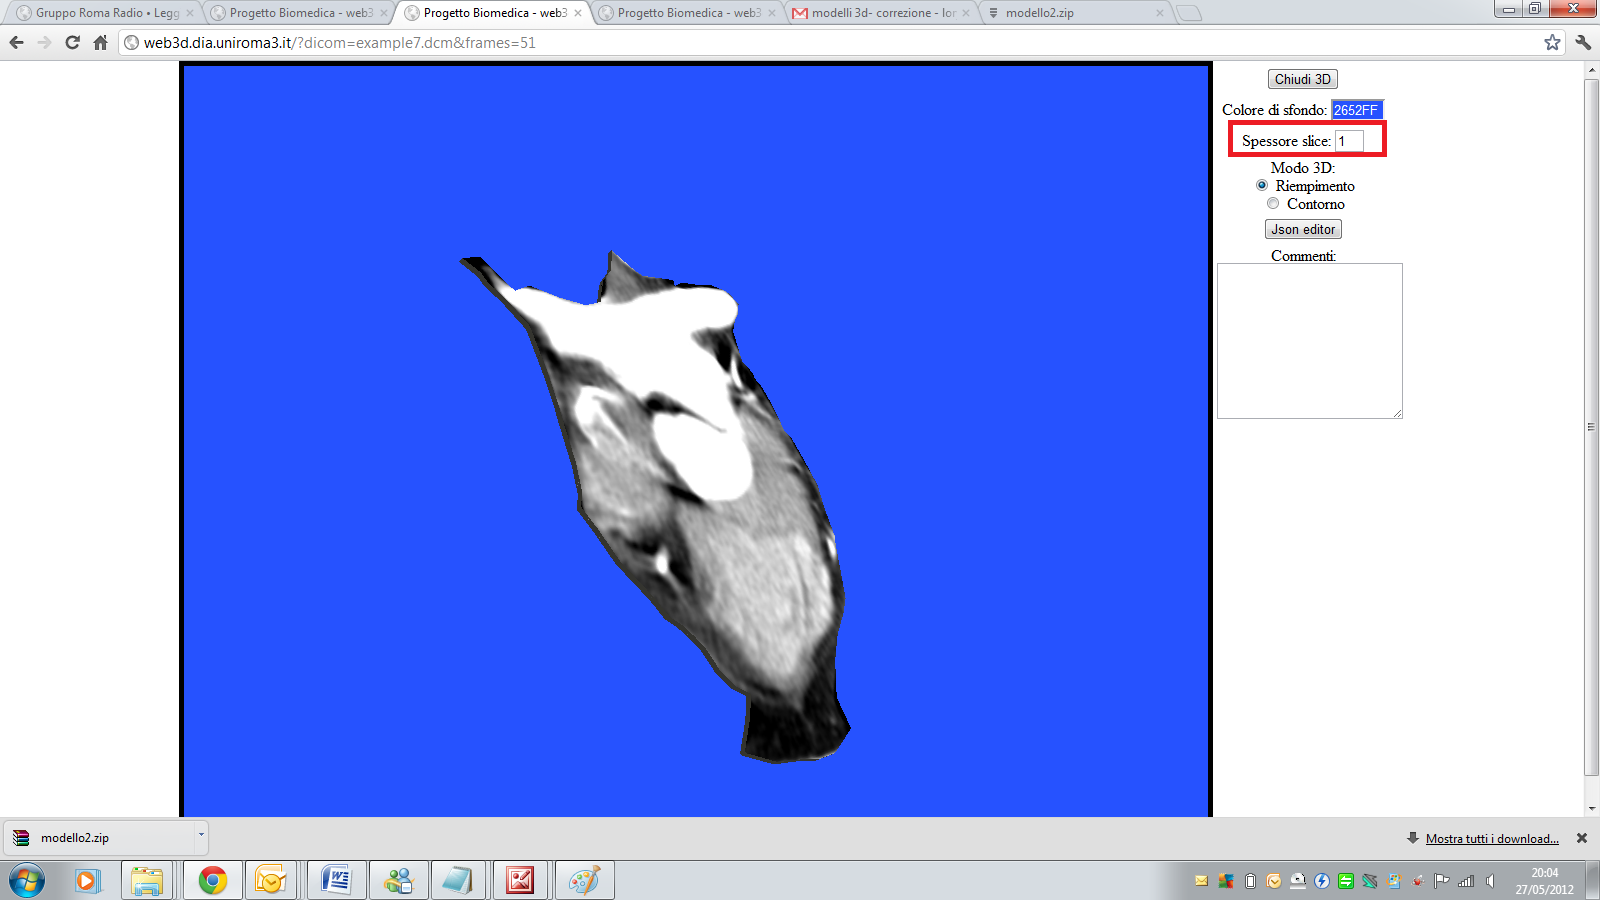 Gruppo Roma Radio • Legg
Progetto Biomedica - web3
Progetto Biomedica - web3
Progetto Biomedica - web3
modelli 3d- correzione - lor
modello2.zip
web3d.dia.uniroma3.it/?dicom=example7.dcm&frames=51
Chiudi 3D
Colore di sfondo: 2652FF
Spessore slice: 1
Modo 3D:
Riempimento
Contorno
Json editor
Commenti:
modello2.zip
Mostra tutti i download...
20:04
27/05/2012